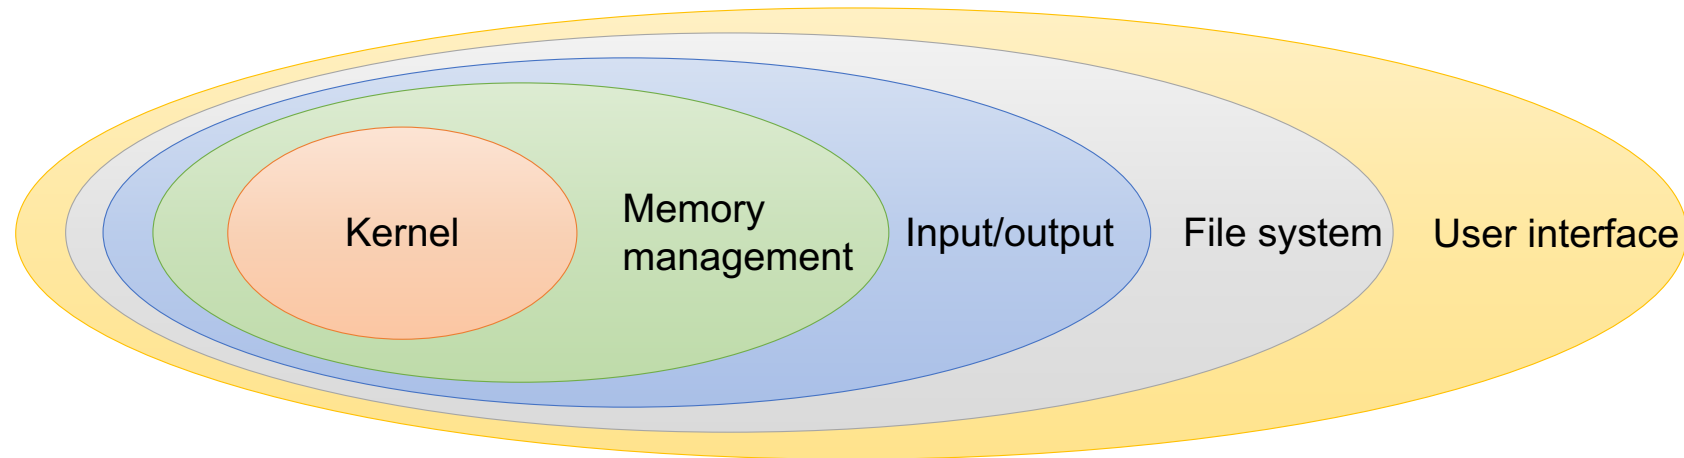 Kernel
Memory
management
Input/output
File system
User interface